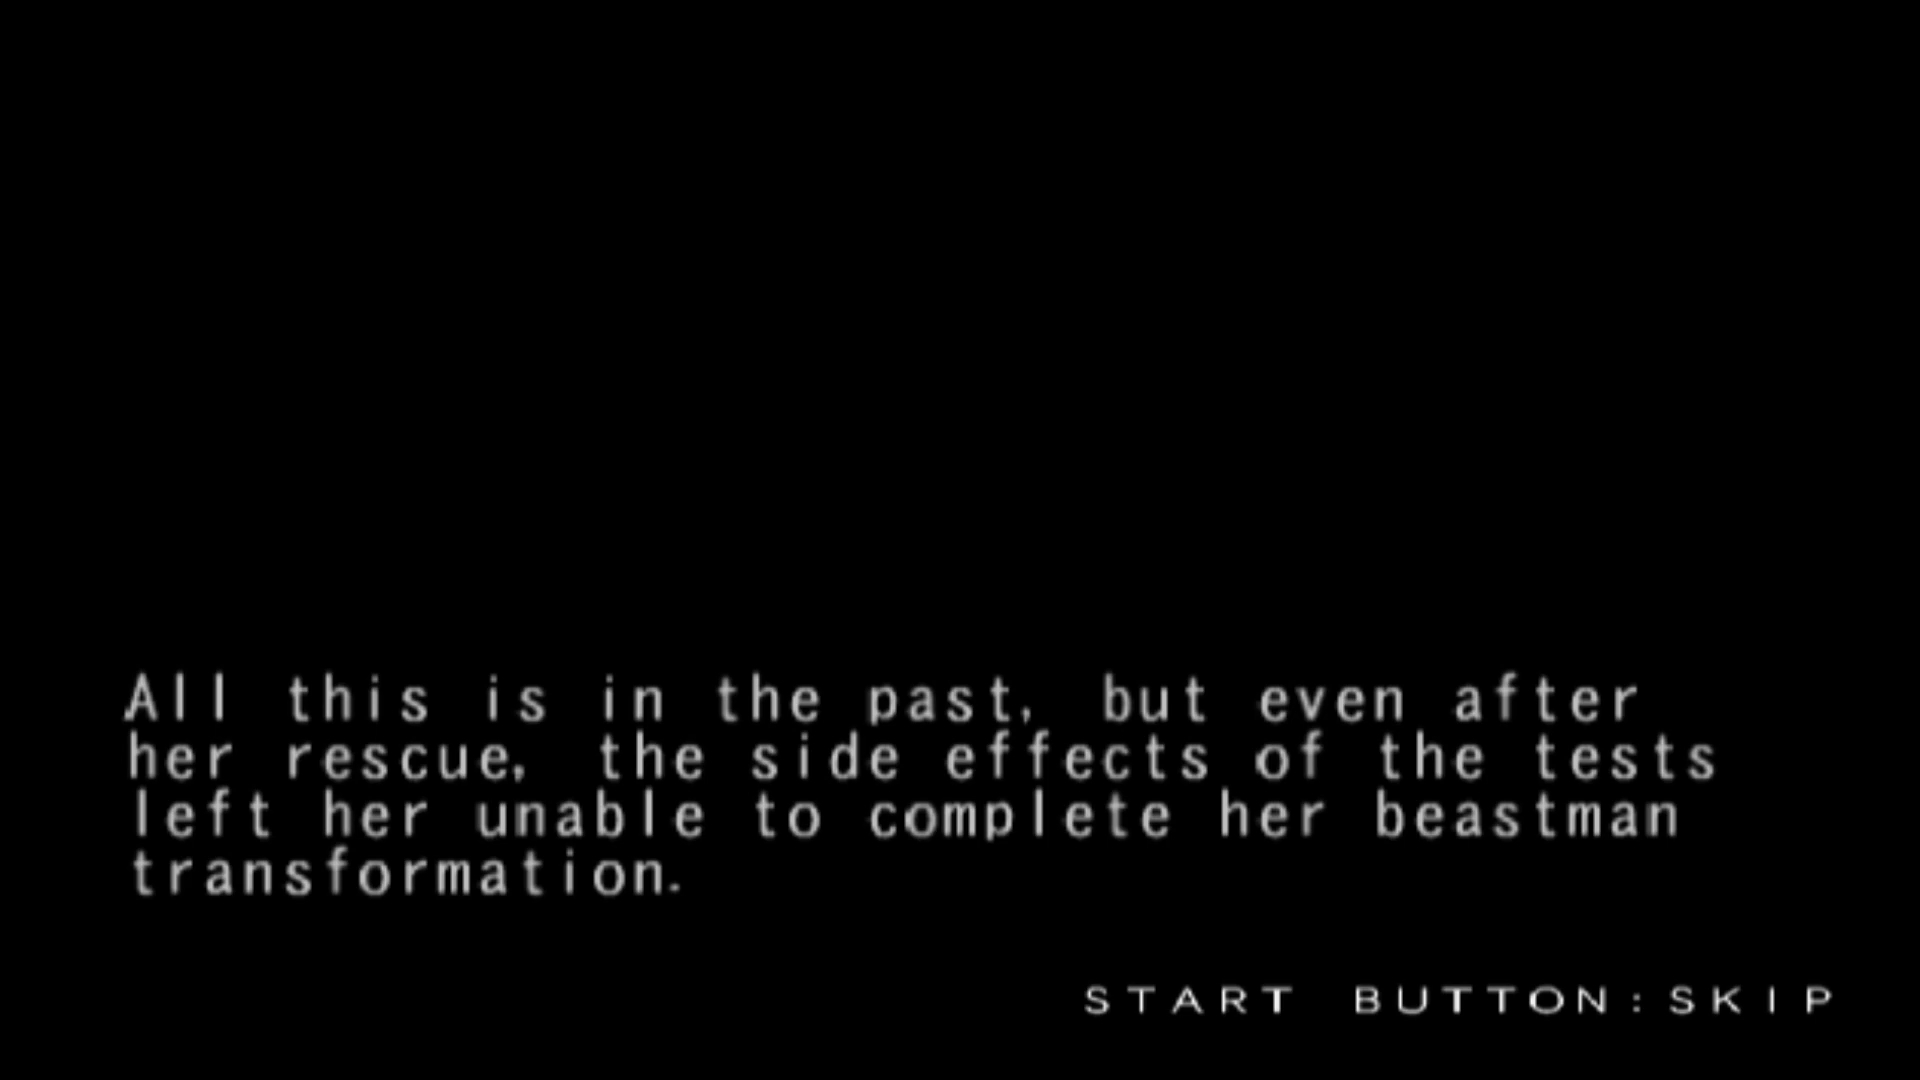 All this is in the past, but even after
her rescue, the side effects of the tests
left her unable to complete her beastman
transformation.
START BUTTON:SKIP